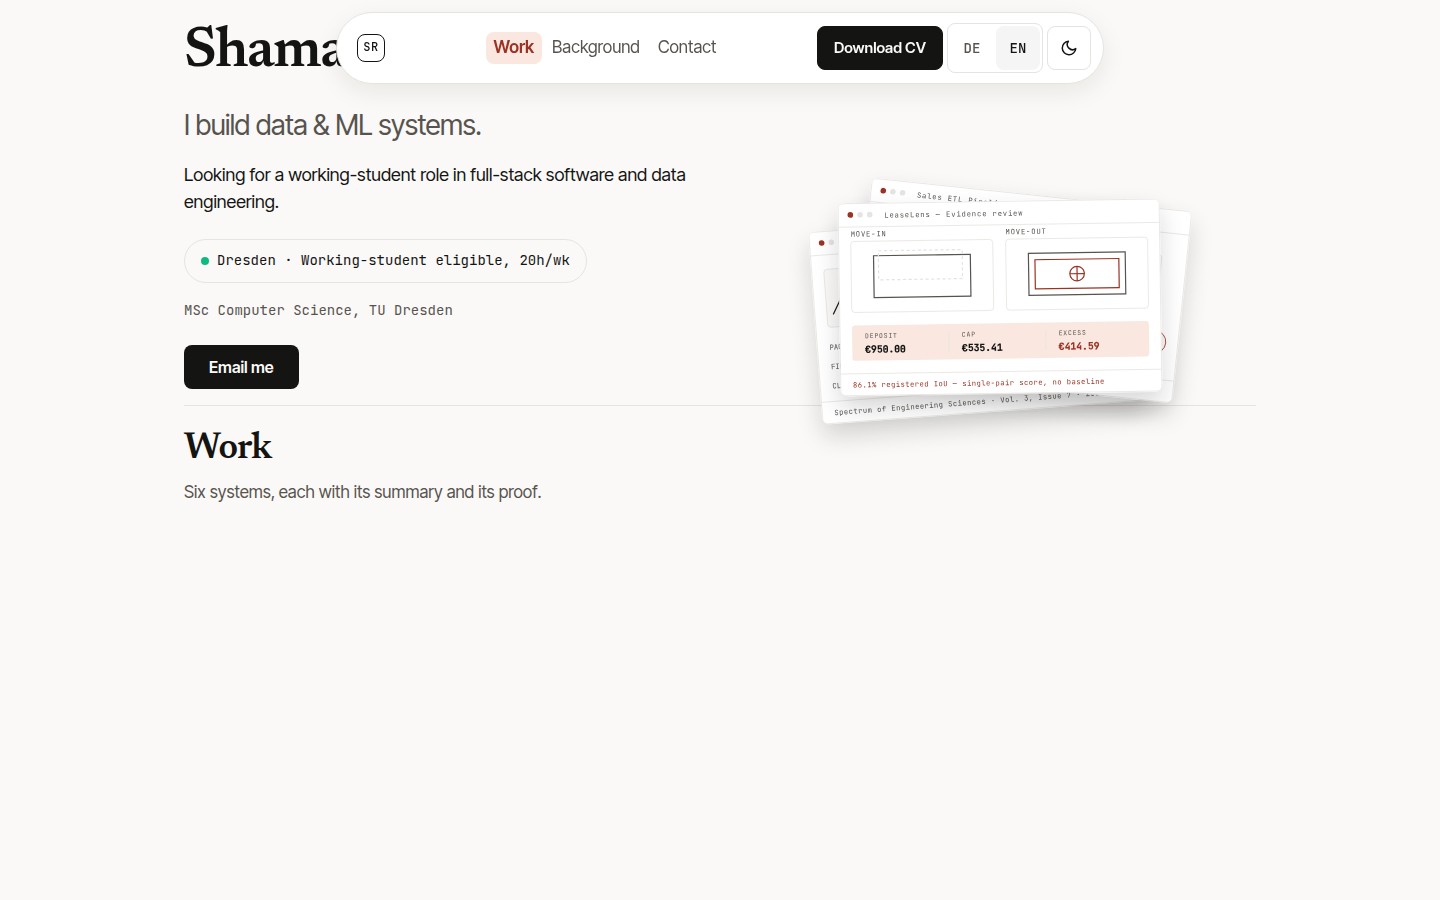 Shama
SR
Work
Background
Contact
Download CV
DE
EN
I build data & ML systems.
Looking for a working-student role in full-stack software and data
engineering.
Dresden · Working-student eligible, 20h/wk
MSc Computer Science, TU Dresden
Email me
Sales ETL
LeaseLens — Evidence review
MOVE-IN
MOVE-OUT
DEPOSIT
CAP
EXCESS
€950.00
€535.41
€414.59
86.1% registered IoU — single-pair score, no baseline
Spectrum of Engineering Sciences · Vol. 3, Issue 7
Work
Six systems, each with its summary and its proof.